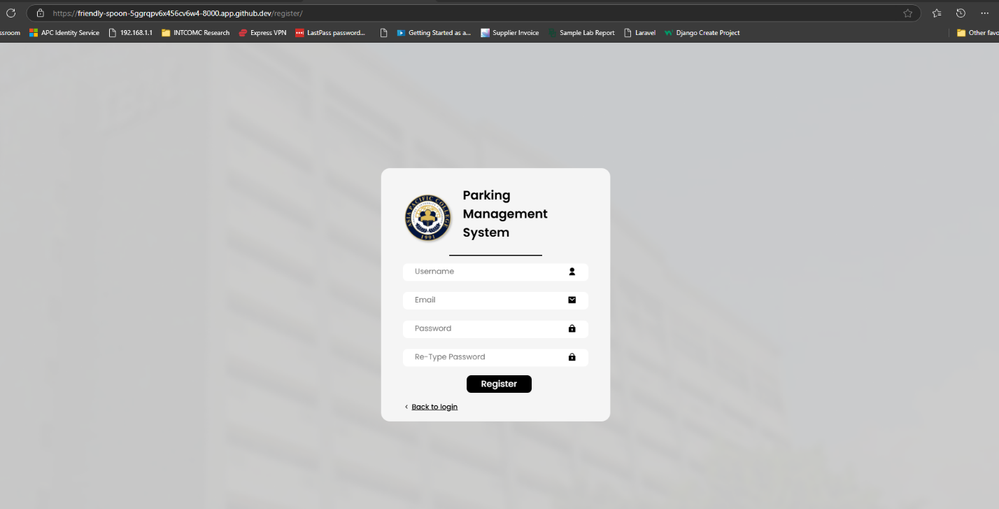 https://friendly-spoon-5ggrqpv6x456cv6w4-8000.app.github.dev/register/
ssroom APC Identity Service 192.168.1.1 INTCOMC Research Express VPN LastPass password... Getting Started as a... Supplier Invoice Sample Lab Report Laravel Django Create Project Other favo
ASIA PACIFIC COLLEGE
1991
Parking
Management
System
Username
Email
Password
Re-Type Password
Register
< Back to login